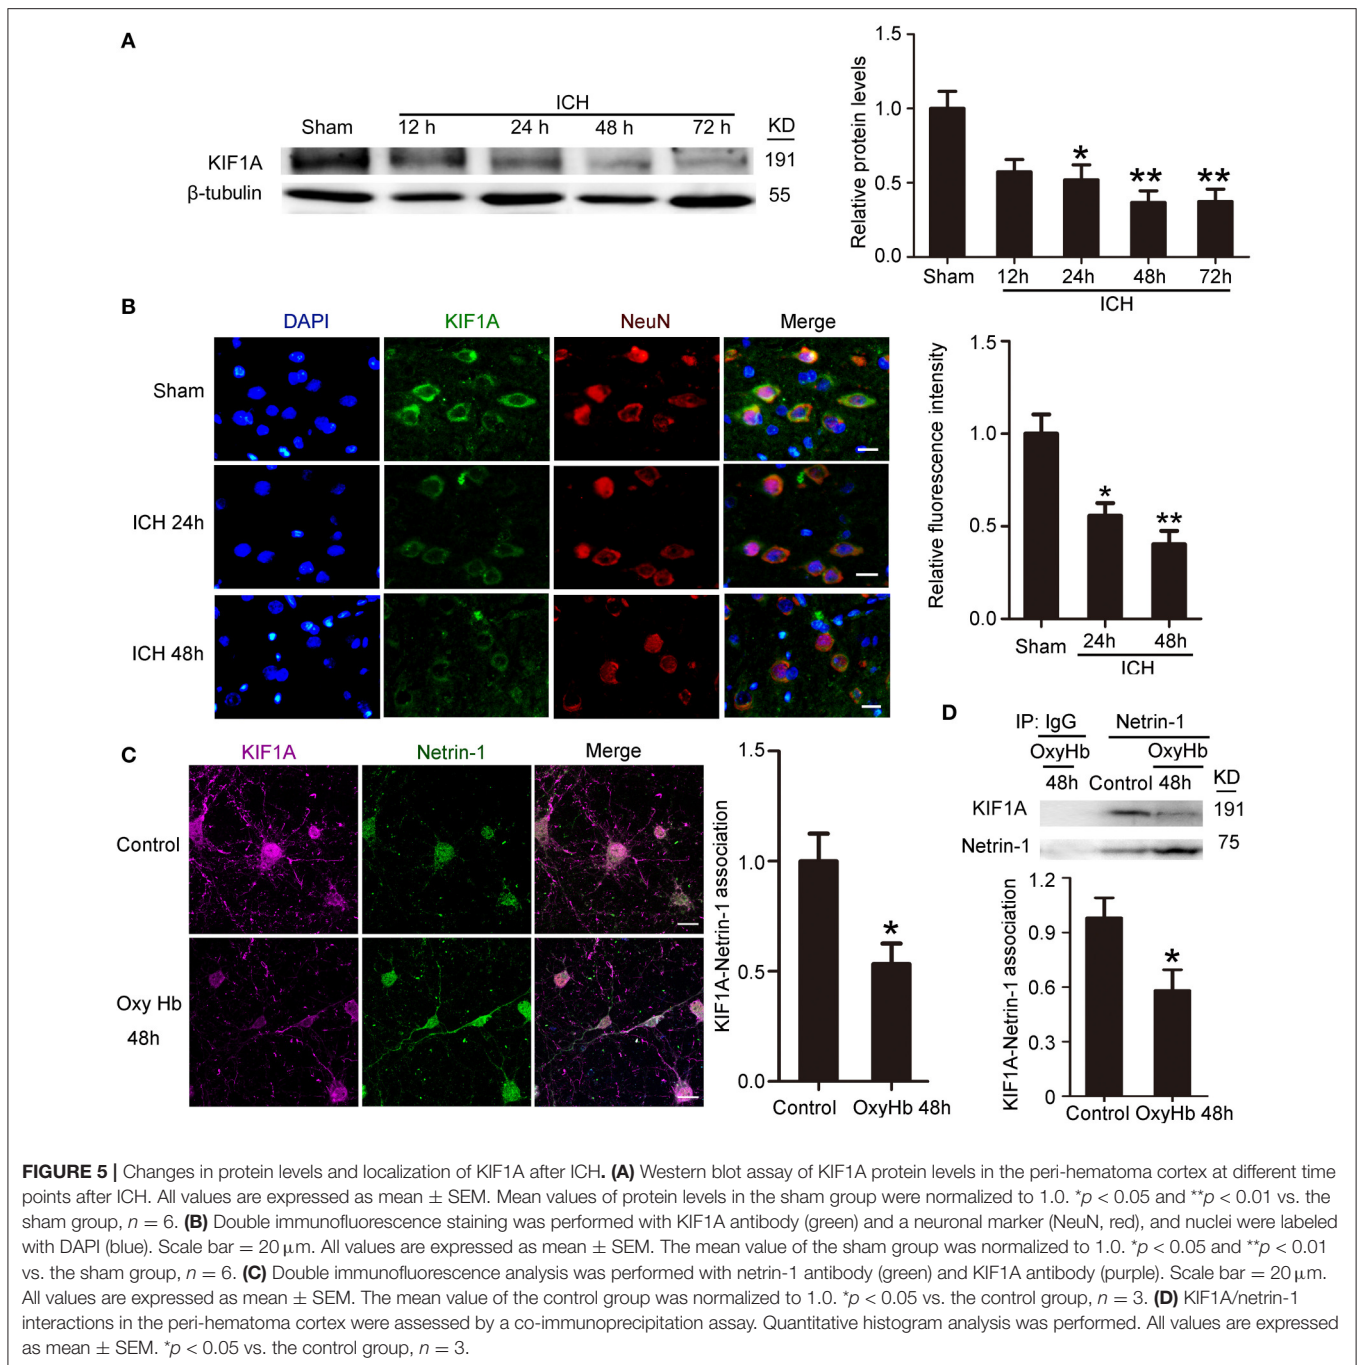 A
ICH
Sham 12 h 24 h 48 h 72 h KD
KIF1A 191
β-tubulin 55
Relative protein levels
1.5
1.0
0.5
0.0
* ** **
Sham 12h 24h 48h 72h
ICH
B
DAPI KIF1A NeuN Merge
Sham
ICH 24h
ICH 48h
Relative fluorescence intensity
1.5
1.0
0.5
0.0
* **
Sham 24h 48h
ICH
C
KIF1A Netrin-1 Merge
Control
Oxy Hb
48h
KIF1A-Netrin-1 association
1.5
1.0
0.5
0.0
*
Control OxyHb 48h
D
IP: IgG Netrin-1
OxyHb OxyHb
48h Control 48h KD
KIF1A 191
Netrin-1 75
KIF1A-Netrin-1 association
1.2
0.9
0.6
0.3
0
*
Control OxyHb 48h
FIGURE 5 | Changes in protein levels and localization of KIF1A after ICH. (A) Western blot assay of KIF1A protein levels in the peri-hematoma cortex at different time
points after ICH. All values are expressed as mean ± SEM. Mean values of protein levels in the sham group were normalized to 1.0. *p < 0.05 and **p < 0.01 vs. the
sham group, n = 6. (B) Double immunofluorescence staining was performed with KIF1A antibody (green) and a neuronal marker (NeuN, red), and nuclei were labeled
with DAPI (blue). Scale bar = 20 μm. All values are expressed as mean ± SEM. The mean value of the sham group was normalized to 1.0. *p < 0.05 and **p < 0.01
vs. the sham group, n = 6. (C) Double immunofluorescence analysis was performed with netrin-1 antibody (green) and KIF1A antibody (purple). Scale bar = 20 μm.
All values are expressed as mean ± SEM. The mean value of the control group was normalized to 1.0. *p < 0.05 vs. the control group, n = 3. (D) KIF1A/netrin-1
interactions in the peri-hematoma cortex were assessed by a co-immunoprecipitation assay. Quantitative histogram analysis was performed. All values are expressed
as mean ± SEM. *p < 0.05 vs. the control group, n = 3.